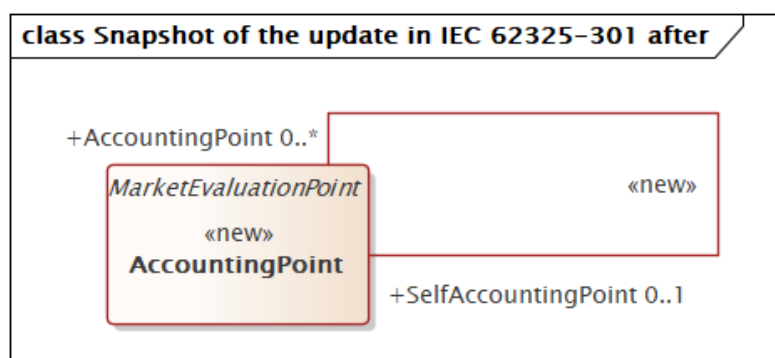 class Snapshot of the update in IEC 62325-301 after
+AccountingPoint 0..*
MarketEvaluationPoint
«new»
«new»
AccountingPoint
+SelfAccountingPoint 0..1